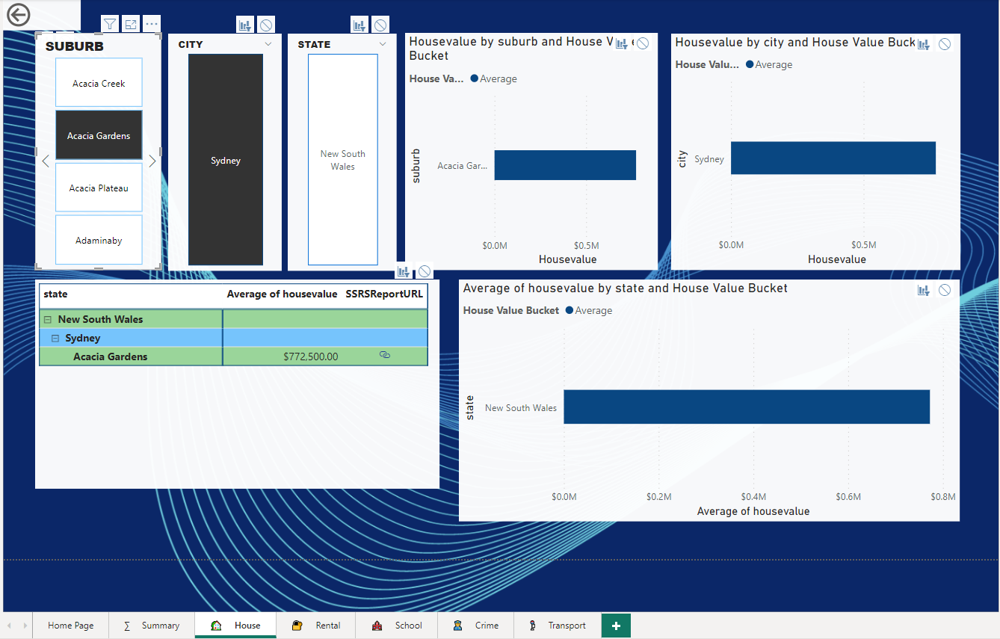 SUBURB
Acacia Creek
Acacia Gardens
Acacia Plateau
Adaminaby
CITY
Sydney
STATE
New South
Wales
Housevalue by suburb and House V
Bucket
House Va... Average
suburb
Acacia Gar...
$0.0M $0.5M
Housevalue
Housevalue by city and House Value Buck
House Valu... Average
city
Sydney
$0.0M $0.5M
Housevalue
state Average of housevalue SSRSReportURL
New South Wales
Sydney
Acacia Gardens $772,500.00
Average of housevalue by state and House Value Bucket
House Value Bucket Average
state
New South Wales
$0.0M $0.2M $0.4M $0.6M $0.8M
Average of housevalue
Home Page Σ Summary House Rental School Crime Transport +